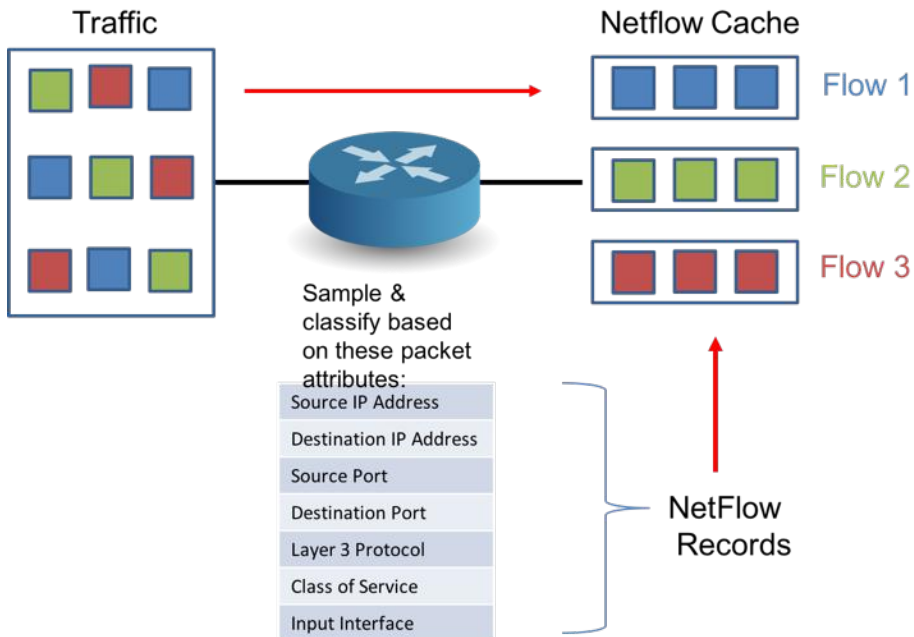 Traffic
Netflow Cache
Flow 1
Flow 2
Flow 3
Sample &
classify based
on these packet
attributes:
Source IP Address
Destination IP Address
Source Port
Destination Port
Layer 3 Protocol
Class of Service
Input Interface
NetFlow
Records